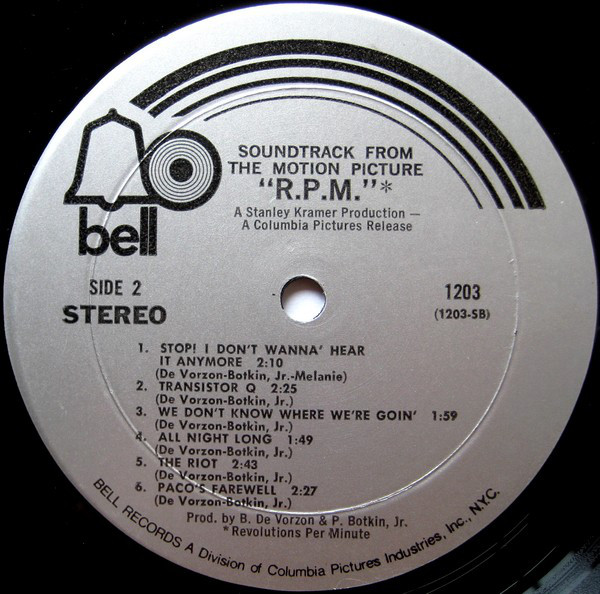 SOUNDTRACK FROM
THE MOTION PICTURE
"R.P.M."*
A Stanley Kramer Production —
A Columbia Pictures Release
bell
SIDE 2
STEREO
1203
(1203-SB)
1. STOP! I DON'T WANNA' HEAR
IT ANYMORE 2:10
(De Vorzon-Botkin, Jr.-Melanie)
2. TRANSISTOR Q 2:25
(De Vorzon-Botkin, Jr.)
3. WE DON'T KNOW WHERE WE'RE GOIN' 1:59
(De Vorzon-Botkin, Jr.)
4. ALL NIGHT LONG 1:49
(De Vorzon-Botkin, Jr.)
5. THE RIOT 2:43
(De Vorzon-Botkin, Jr.)
6. PACO'S FAREWELL 2:27
(De Vorzon-Botkin, Jr.)
Prod. by B. De Vorzon & P. Botkin, Jr.
*Revolutions Per Minute
BELL RECORDS A Division of Columbia Pictures Industries, Inc., N.Y.C.